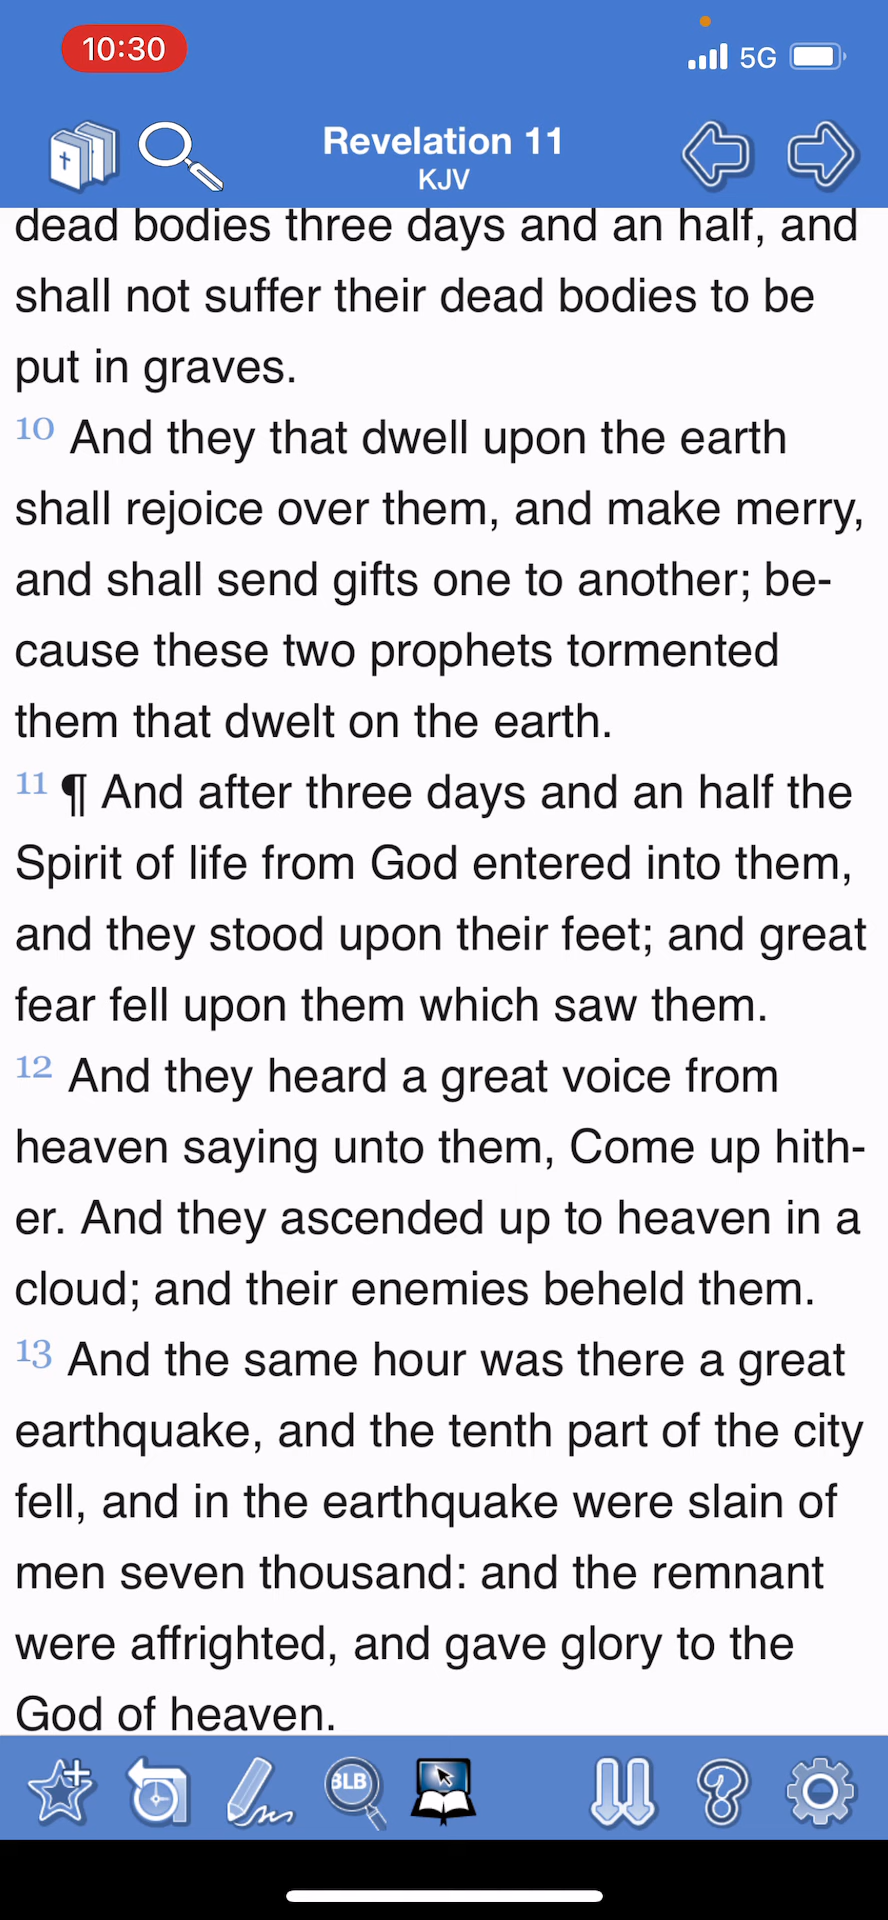 10:30
5G
Revelation 11
KJV
dead bodies three days and an half, and
shall not suffer their dead bodies to be
put in graves.
10 And they that dwell upon the earth
shall rejoice over them, and make merry,
and shall send gifts one to another; be-
cause these two prophets tormented
them that dwelt on the earth.
11 ¶ And after three days and an half the
Spirit of life from God entered into them,
and they stood upon their feet; and great
fear fell upon them which saw them.
12 And they heard a great voice from
heaven saying unto them, Come up hith-
er. And they ascended up to heaven in a
cloud; and their enemies beheld them.
13 And the same hour was there a great
earthquake, and the tenth part of the city
fell, and in the earthquake were slain of
men seven thousand: and the remnant
were affrighted, and gave glory to the
God of heaven.
BLB